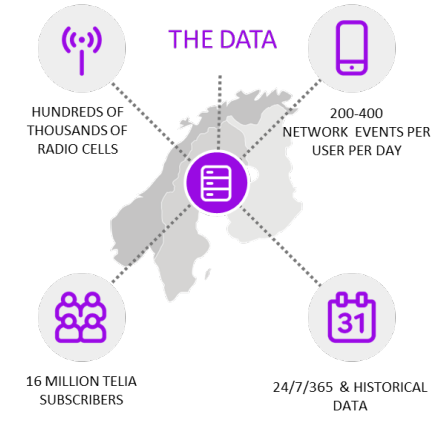 THE DATA
HUNDREDS OF
THOUSANDS OF
RADIO CELLS
200-400
NETWORK EVENTS PER
USER PER DAY
31
16 MILLION TELIA
SUBSCRIBERS
24/7/365 & HISTORICAL
DATA